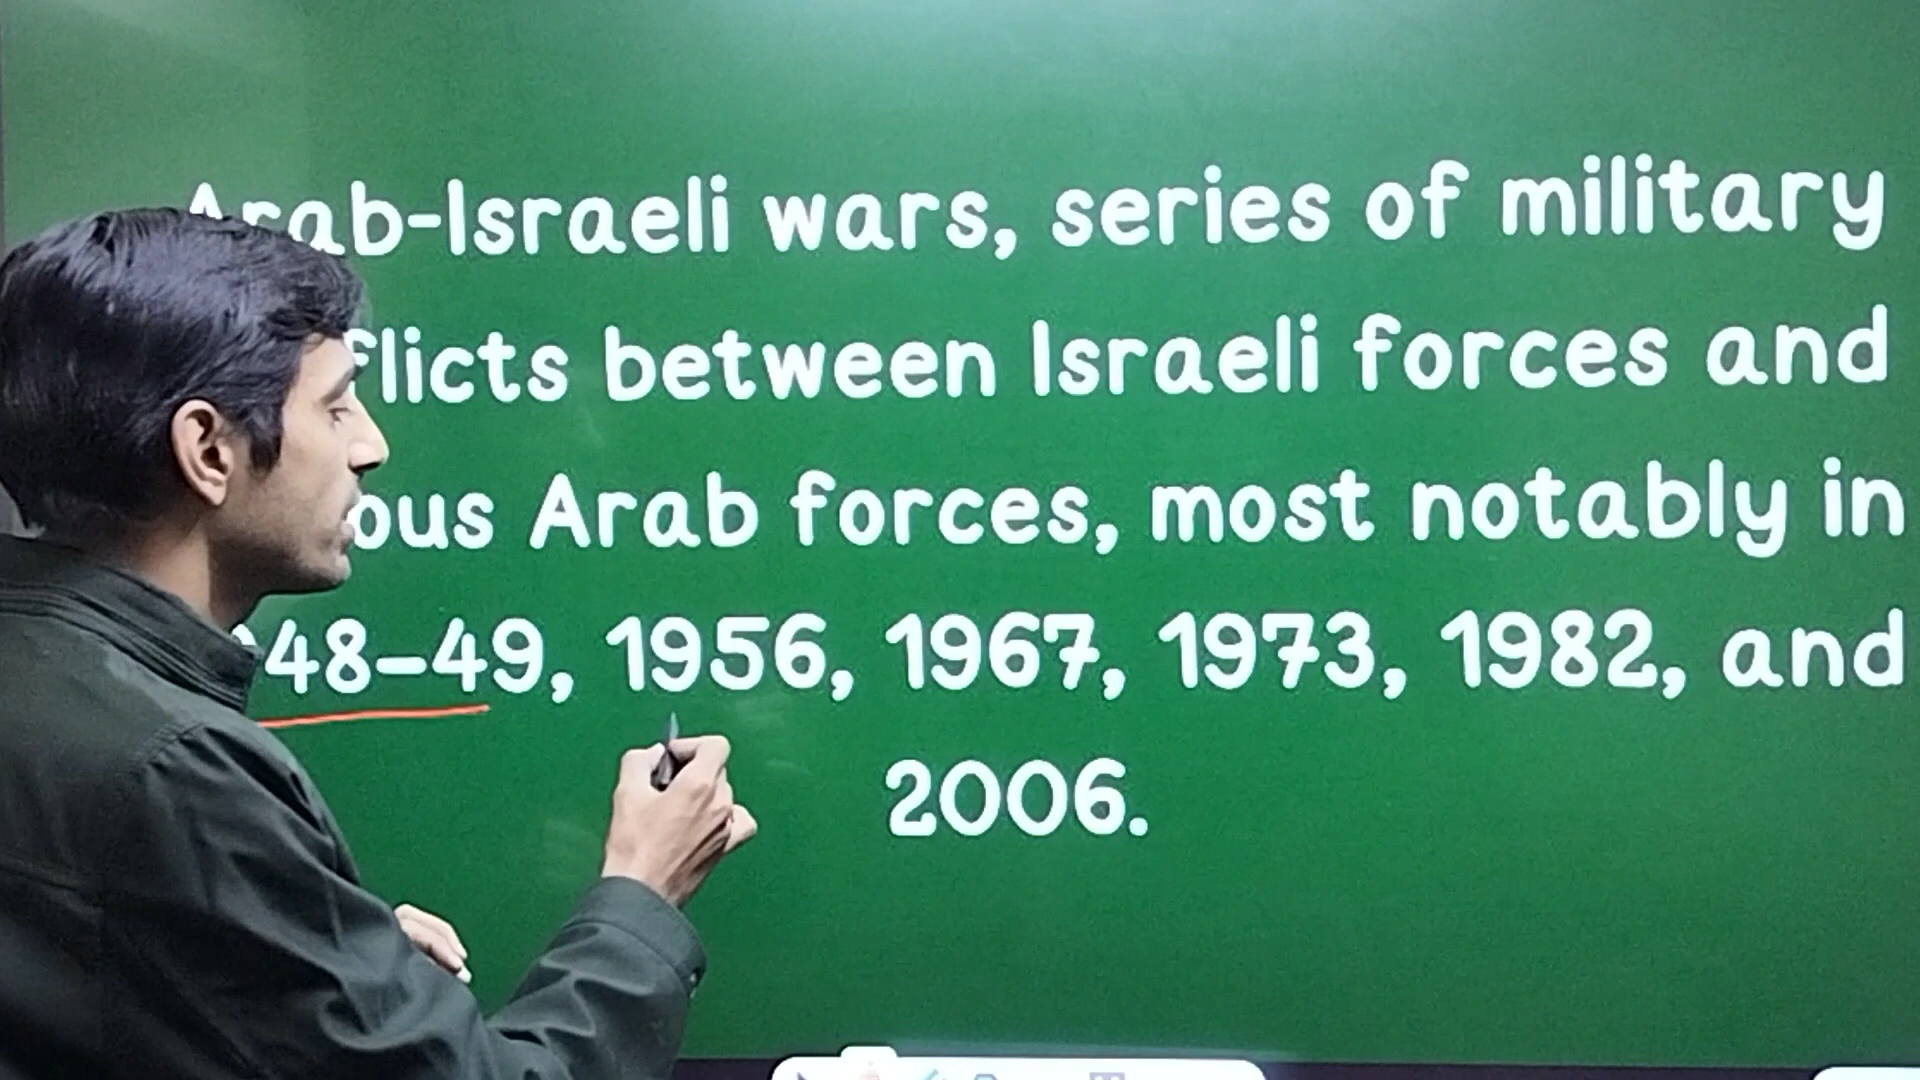 Arab-Israeli wars, series of military
flicts between Israeli forces and
ous Arab forces, most notably in
48–49, 1956, 1967, 1973, 1982, and
2006.